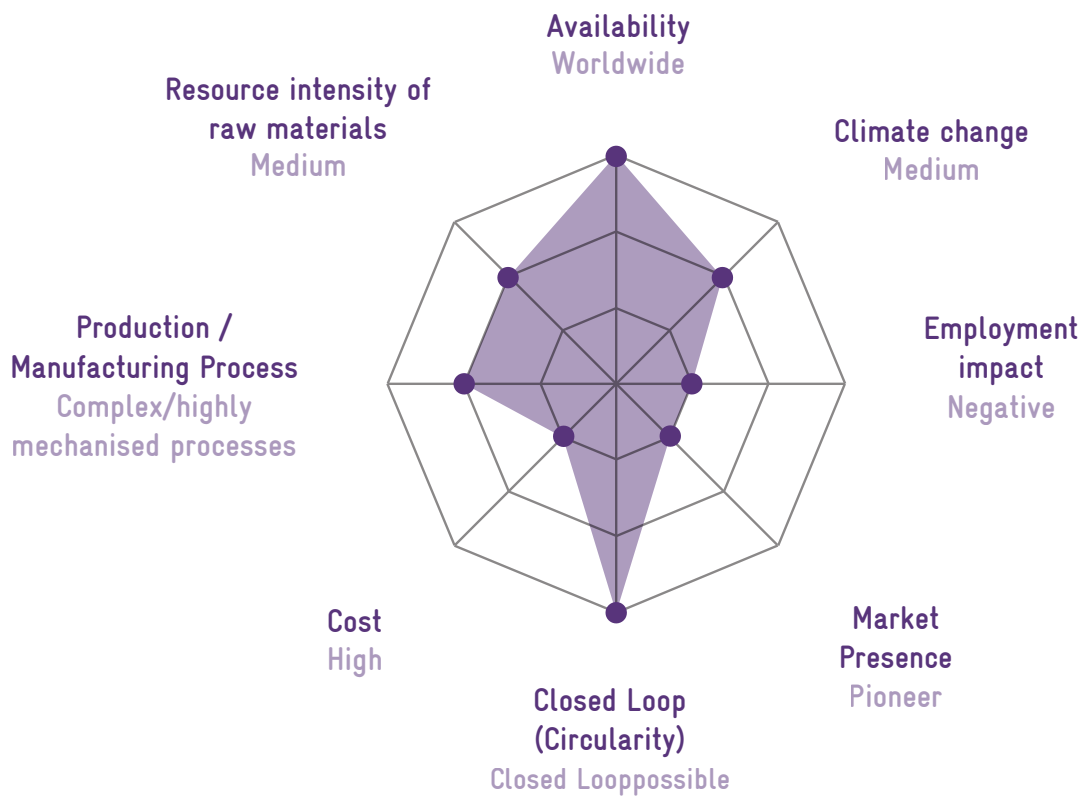 Availability
Worldwide
Resource intensity of
raw materials
Medium
Climate change
Medium
Production /
Manufacturing Process
Complex/highly
mechanised processes
Employment
impact
Negative
Cost
High
Market
Presence
Pioneer
Closed Loop
(Circularity)
Closed Looppossible